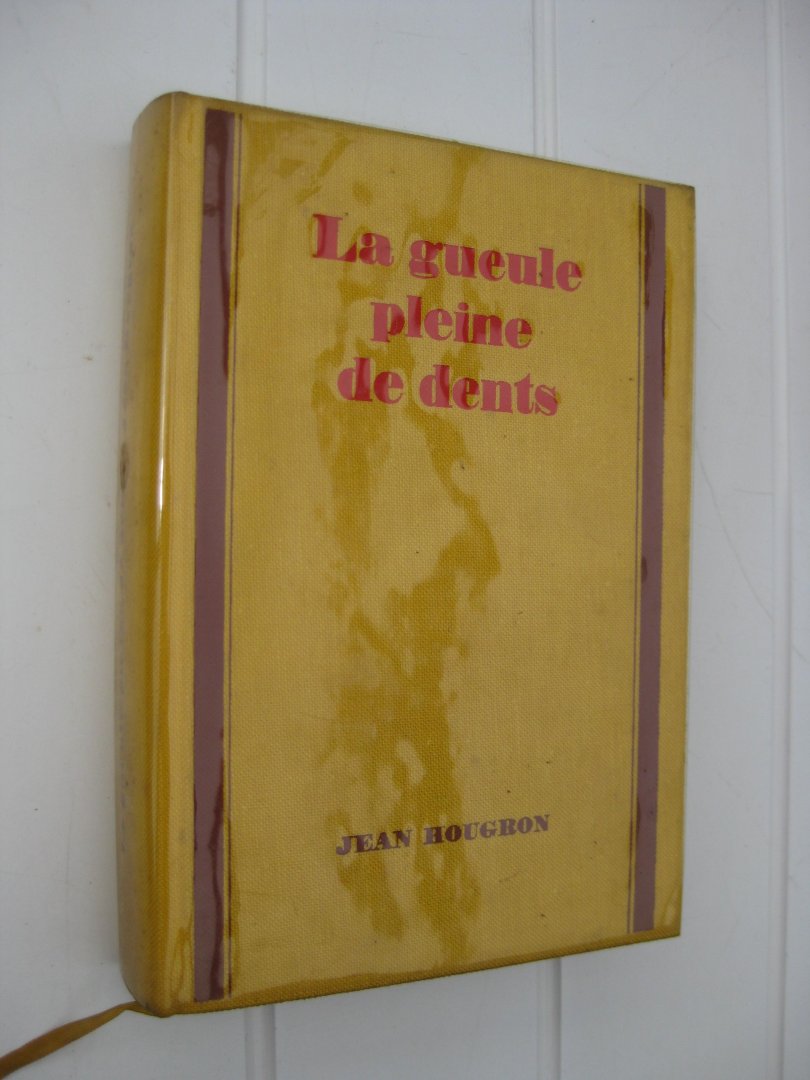 La gueule
pleine
de dents
JEAN HOUGRON